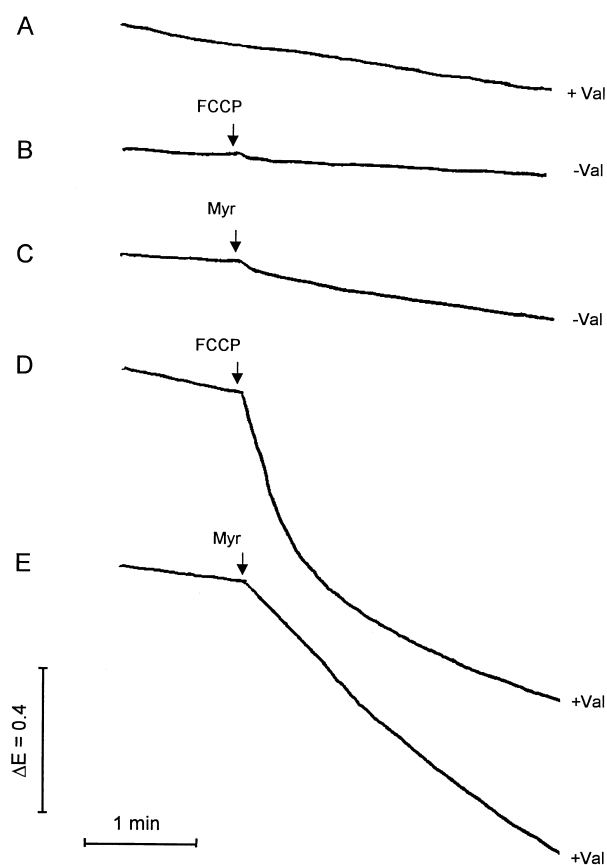 A
+ Val
FCCP
B
-Val
Myr
C
-Val
FCCP
D
Myr
E
+Val
ΔE = 0.4
1 min
+Val